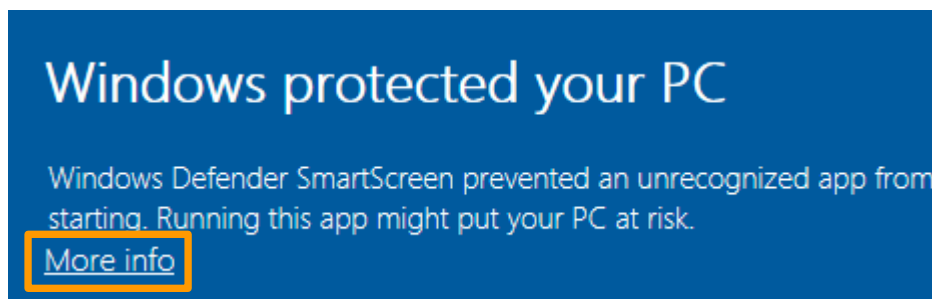 Windows protected your PC
Windows Defender SmartScreen prevented an unrecognized app from
starting. Running this app might put your PC at risk.
More info